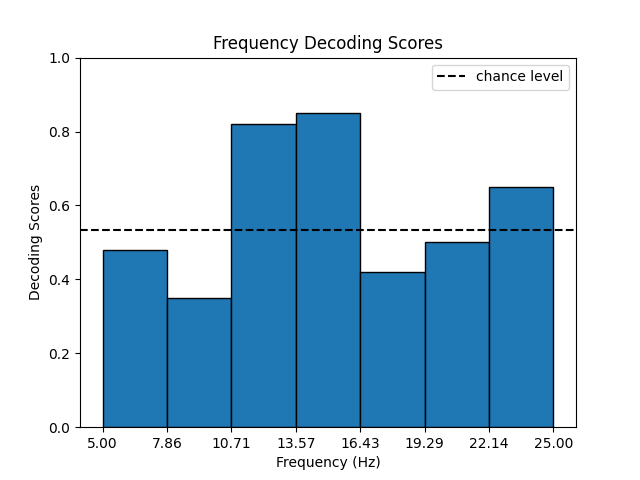 Frequency Decoding Scores
chance level
1.0
0.8
0.6
0.4
0.2
0.0
Decoding Scores
5.00 7.86 10.71 13.57 16.43 19.29 22.14 25.00
Frequency (Hz)